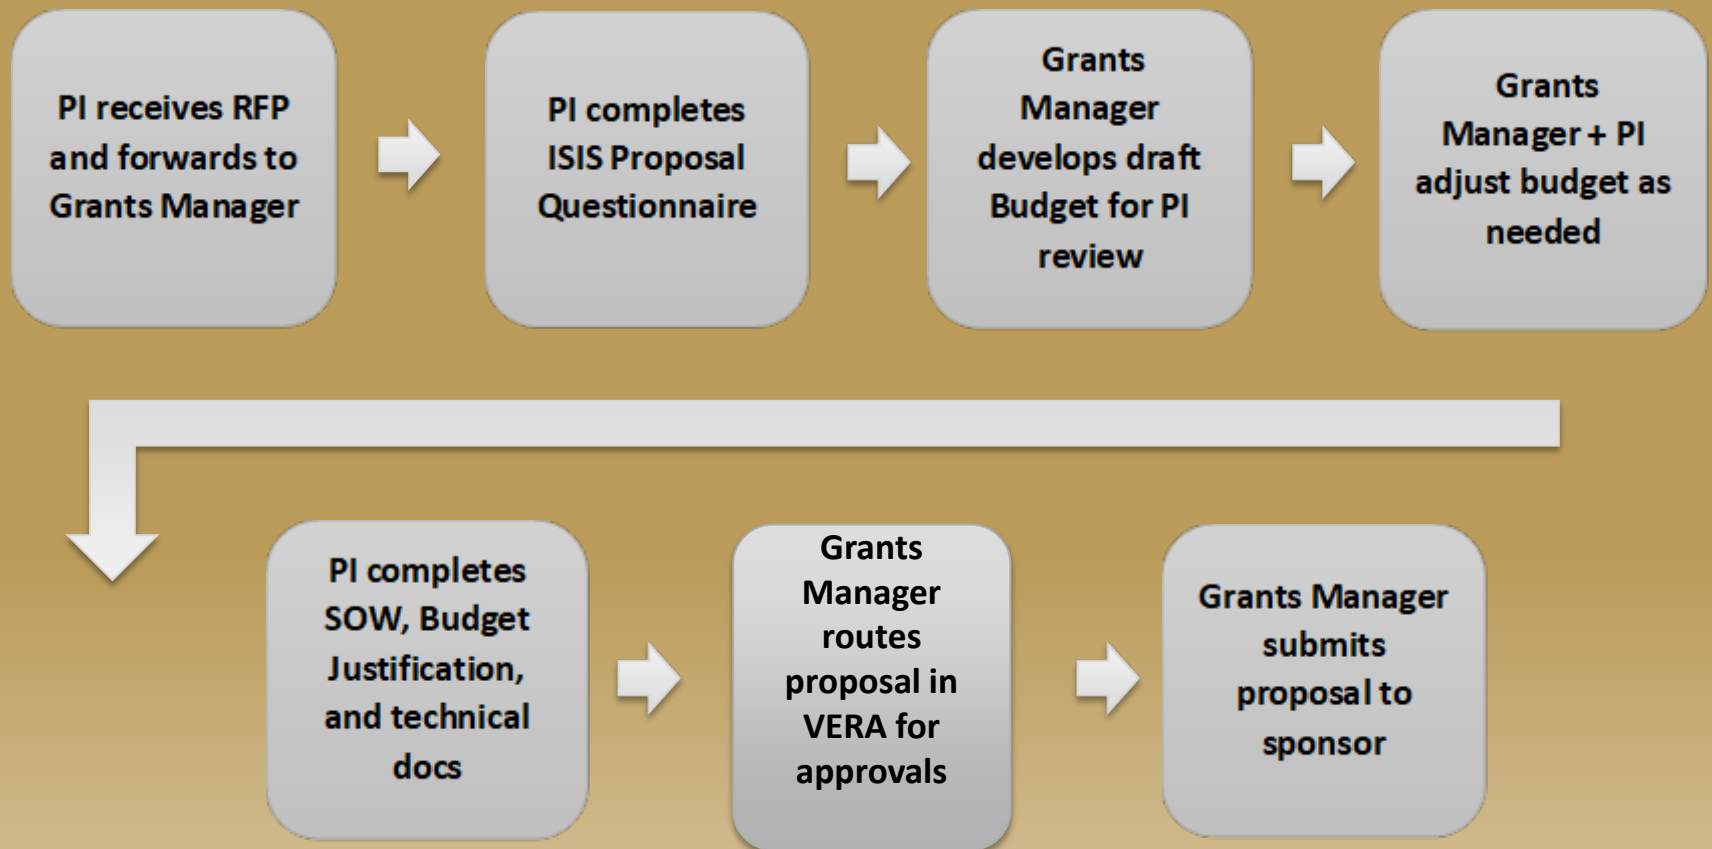 PI receives RFP
and forwards to
Grants Manager
PI completes
ISIS Proposal
Questionnaire
Grants
Manager
develops draft
Budget for PI
review
Grants
Manager + PI
adjust budget as
needed
PI completes
SOW, Budget
Justification,
and technical
docs
Grants
Manager
routes
proposal in
VERA for
approvals
Grants Manager
submits
proposal to
sponsor